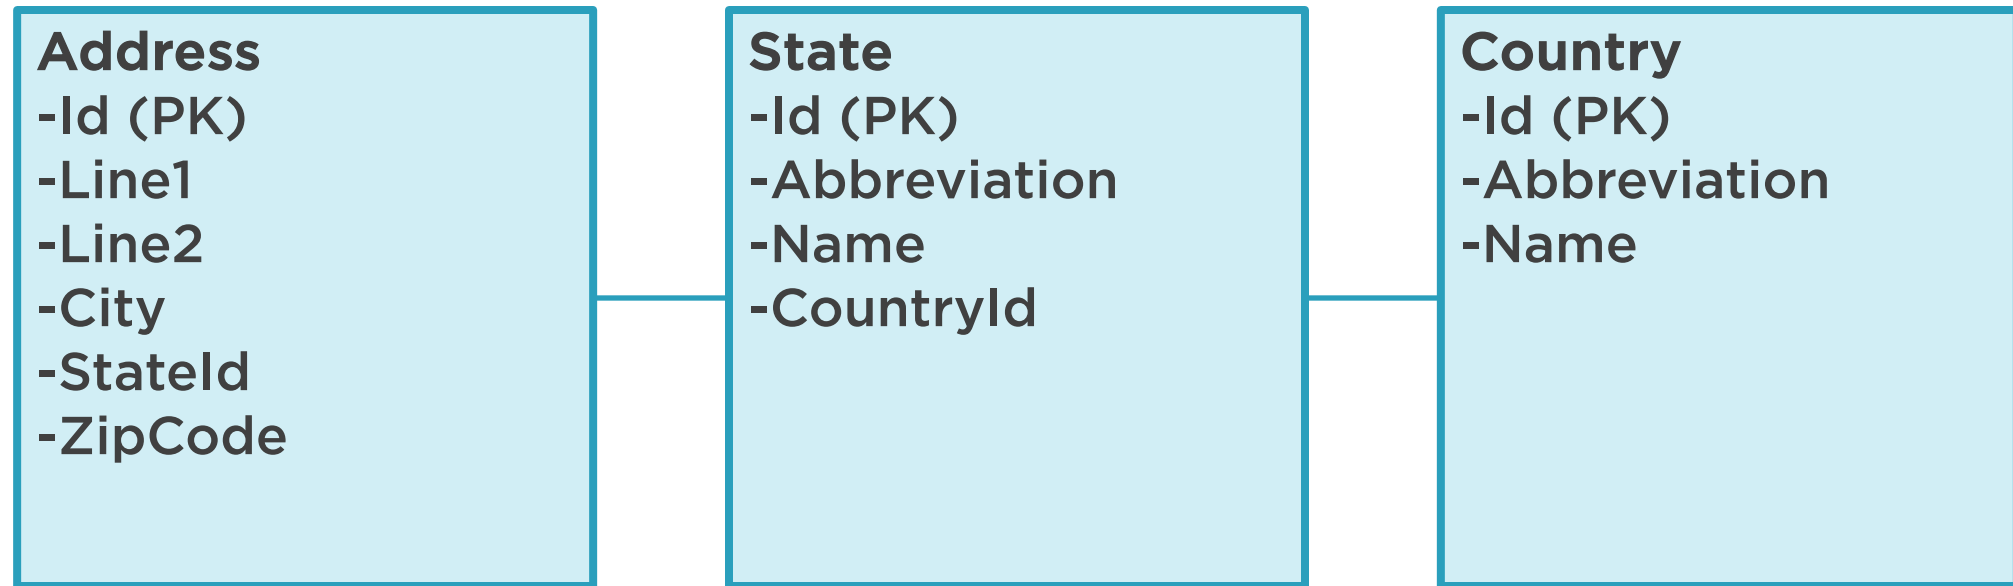 Address
-Id (PK)
-Line1
-Line2
-City
-StateId
-ZipCode
State
-Id (PK)
-Abbreviation
-Name
-CountryId
Country
-Id (PK)
-Abbreviation
-Name